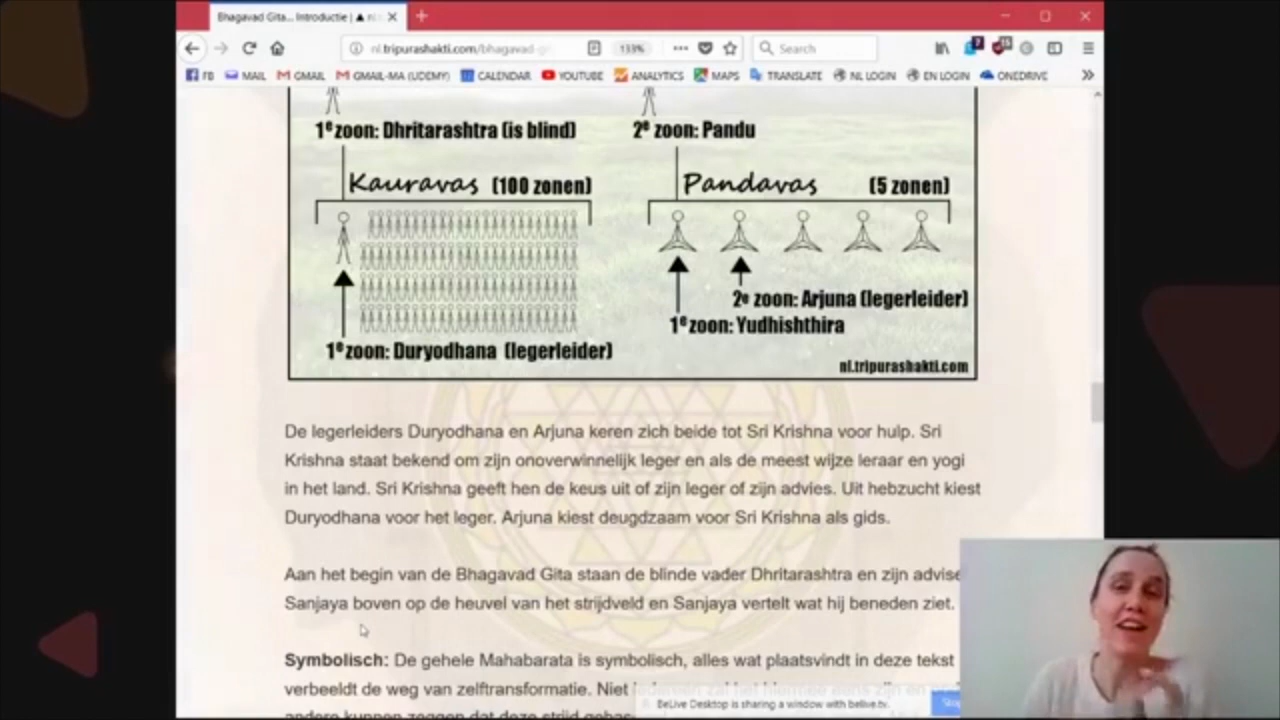 Bhagavad Gita... Introductie | ▲ nl.
nl.tripurashakti.com/bhagavad-g
133%
Search
FB MAIL GMAIL GMAIL-MA (UDEMY) CALENDAR YOUTUBE ANALYTICS MAPS TRANSLATE NL LOGIN EN LOGIN ONEDRIVE
1e zoon: Dhritarashtra (is blind)
2e zoon: Pandu
Kauravas (100 zonen)
Pandavas (5 zonen)
2e zoon: Arjuna (legerleider)
1e zoon: Yudhishthira
1e zoon: Duryodhana (legerleider)
nl.tripurashakti.com
De legerleiders Duryodhana en Arjuna keren zich beide tot Sri Krishna voor hulp. Sri
Krishna staat bekend om zijn onoverwinnelijk leger en als de meest wijze leraar en yogi
in het land. Sri Krishna geeft hen de keus uit of zijn leger of zijn advies. Uit hebzucht kiest
Duryodhana voor het leger. Arjuna kiest deugdzaam voor Sri Krishna als gids.
Aan het begin van de Bhagavad Gita staan de blinde vader Dhritarashtra en zijn advise
Sanjaya boven op de heuvel van het strijdveld en Sanjaya vertelt wat hij beneden ziet.
Symbolisch: De gehele Mahabarata is symbolisch, alles wat plaatsvindt in deze tekst
verbeeldt de weg van zelftransformatie. Niet
BeLive Desktop is sharing a window with belive.tv.
andere kunnen zeggen dat deze strijd